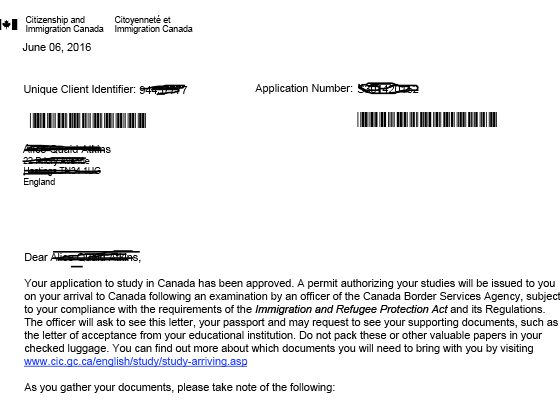 Citizenship and Citoyenneté et
Immigration Canada Immigration Canada
June 06, 2016
Unique Client Identifier: Application Number:
England
Dear
Your application to study in Canada has been approved. A permit authorizing your studies will be issued to you
on your arrival to Canada following an examination by an officer of the Canada Border Services Agency, subject
to your compliance with the requirements of the Immigration and Refugee Protection Act and its Regulations.
The officer will ask to see this letter, your passport and may request to see your supporting documents, such as
the letter of acceptance from your educational institution. Do not pack these or other valuable papers in your
checked luggage. You can find out more about which documents you will need to bring with you by visiting
www.cic.gc.ca/english/study/study-arriving.asp
As you gather your documents, please take note of the following: